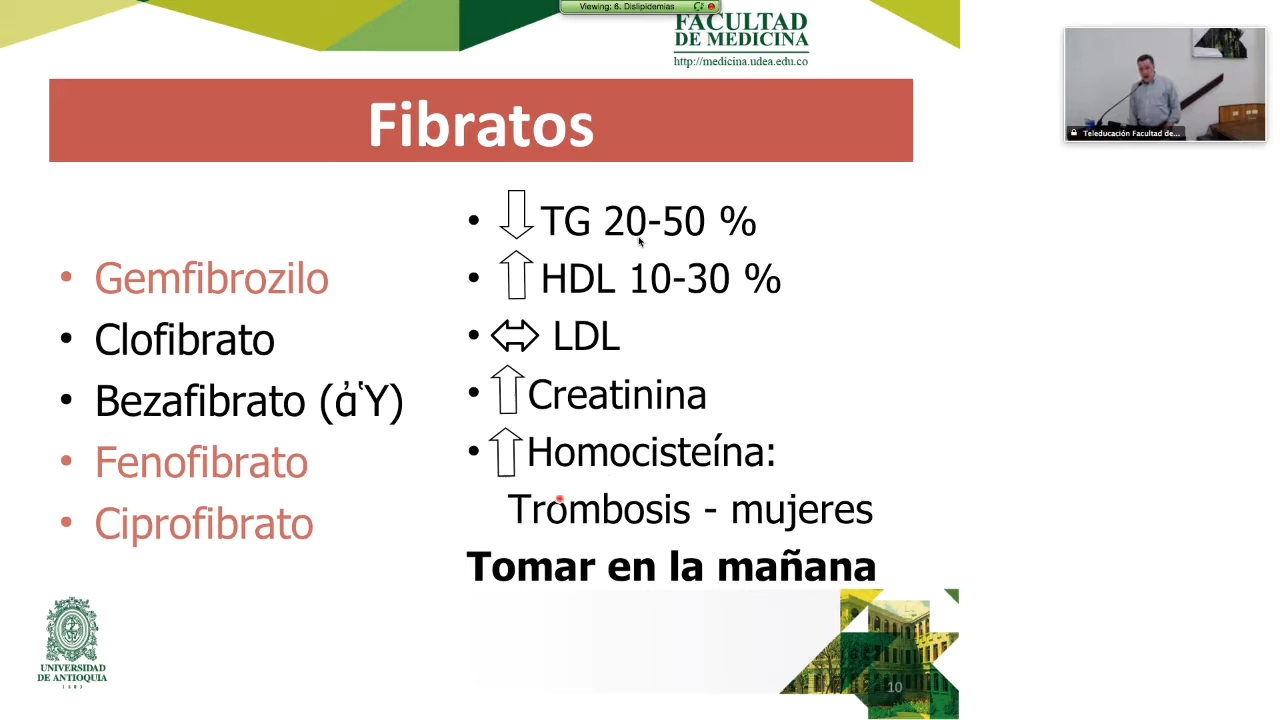 Viewing: 6. Dislipidemias
FACULTAD
DE MEDICINA
http://medicina.udea.edu.co
Teleducación Facultad de...
Fibratos
• Gemfibrozilo
• Clofibrato
• Bezafibrato (ἀῪ)
• Fenofibrato
• Ciprofibrato
• TG 20-50 %
• HDL 10-30 %
• LDL
• Creatinina
• Homocisteína:
Trombosis - mujeres
Tomar en la mañana
UNIVERSIDAD
DE ANTIOQUIA
1803
10